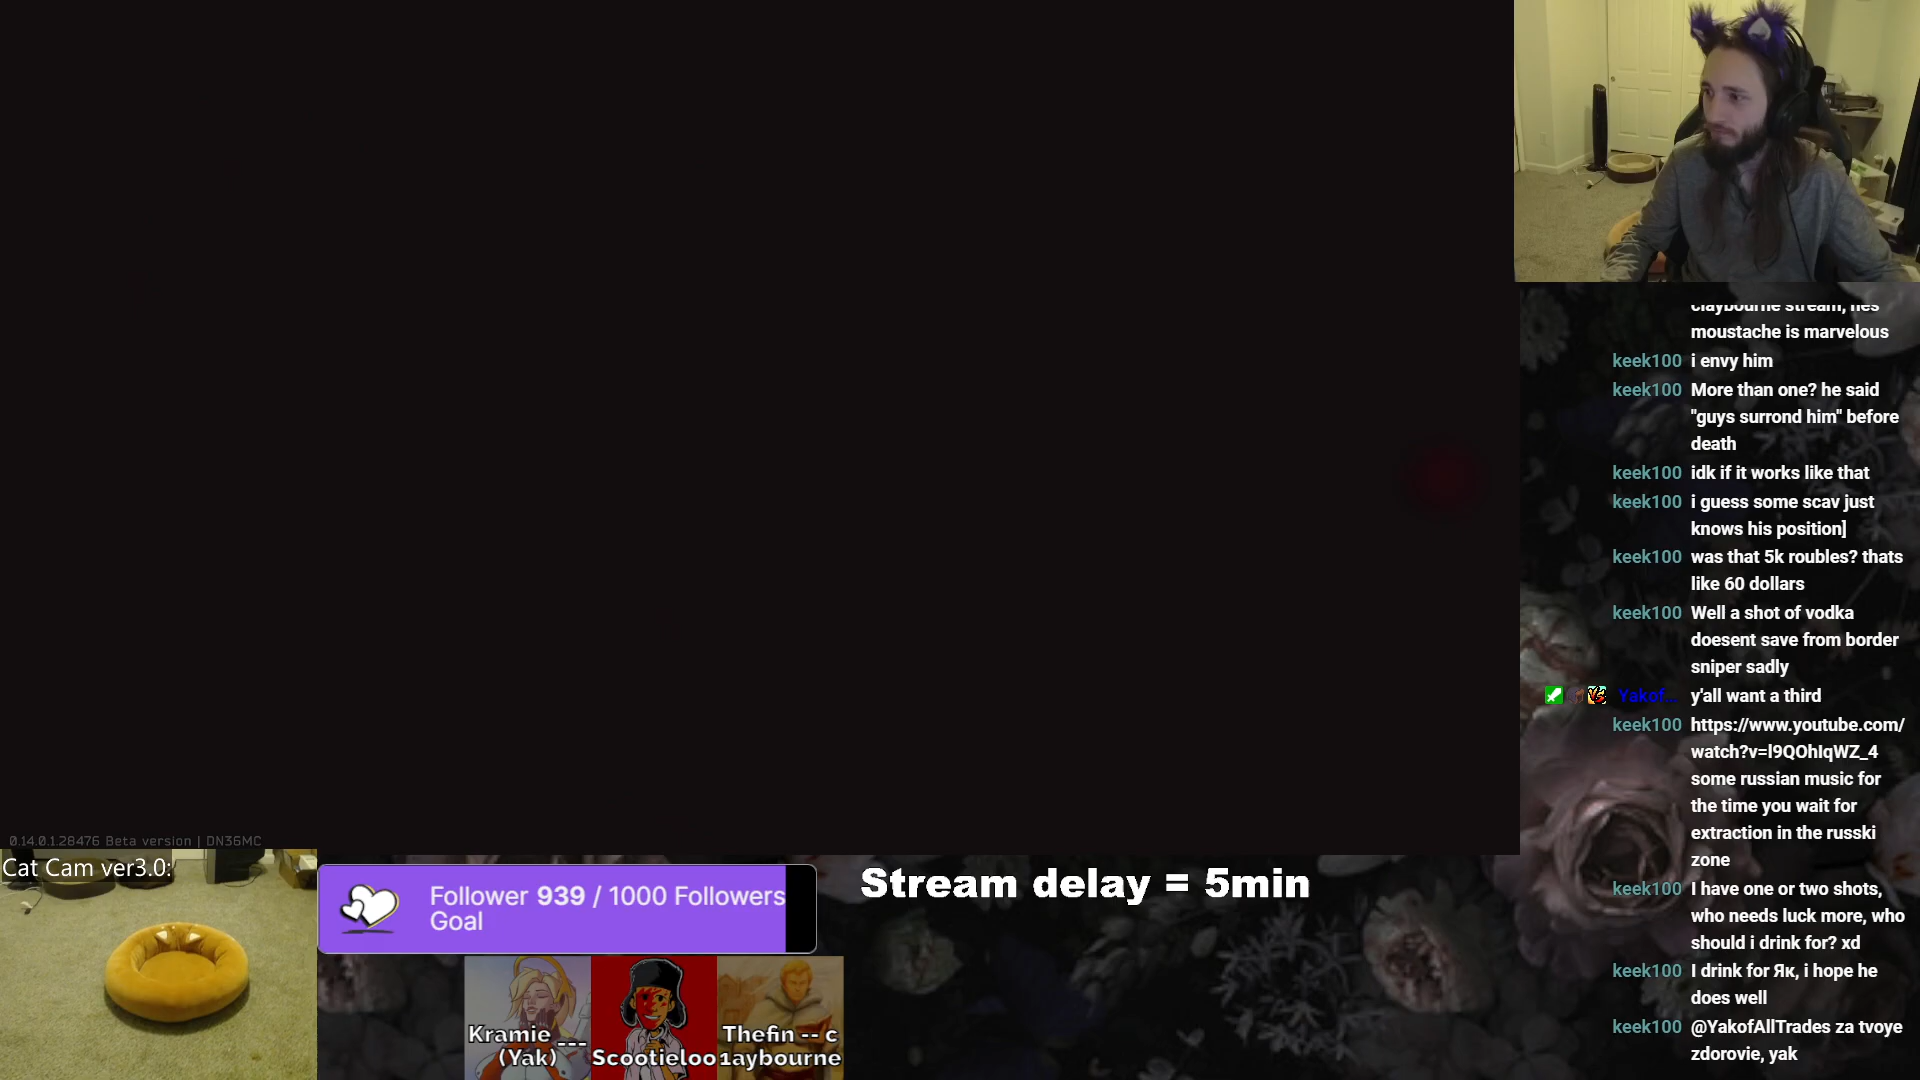 claybourne stream, hes
moustache is marvelous
keek100 i envy him
keek100 More than one? he said
"guys surrond him" before
death
keek100 idk if it works like that
keek100 i guess some scav just
knows his position]
keek100 was that 5k roubles? thats
like 60 dollars
keek100 Well a shot of vodka
doesent save from border
sniper sadly
Yakof... y'all want a third
keek100 https://www.youtube.com/
watch?v=l9QOhIqWZ_4
some russian music for
the time you wait for
extraction in the russki
zone
keek100 I have one or two shots,
who needs luck more, who
should i drink for? xd
keek100 I drink for Як, i hope he
does well
keek100 @YakofAllTrades za tvoye
zdorovie, yak
0.14.0.1.28476 Beta version | DN36MC
Cat Cam ver3.0:
Follower 939 / 1000 Followers
Goal
Stream delay = 5min
Kramie ---
(Yak)
Scootieloo
Thefin -- c
1aybourne